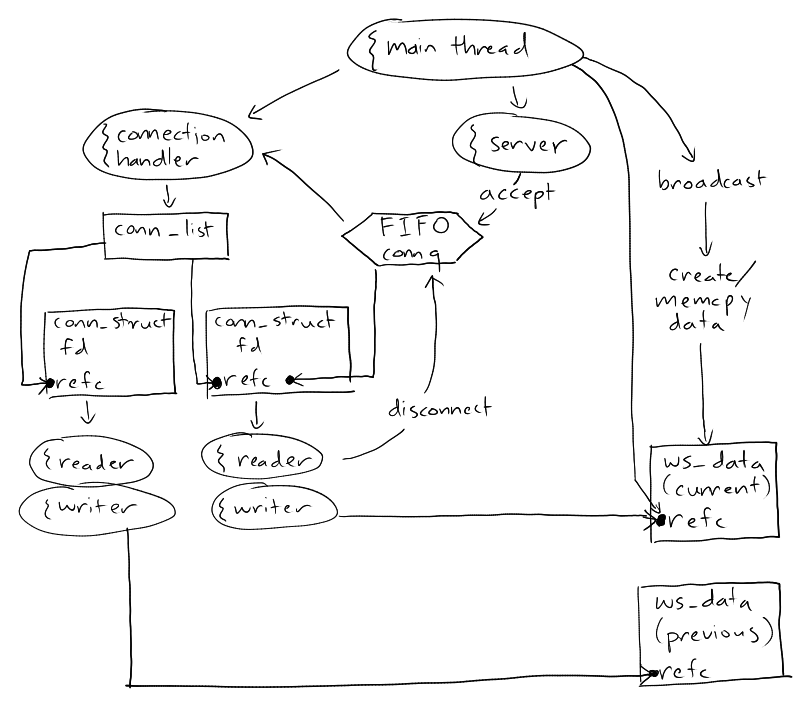 main thread
connection
handler
server
accept
broadcast
conn_list
FIFO
connq
create/
memcpy
data
conn_struct
fd
refc
conn_struct
fd
refc
disconnect
reader
writer
reader
writer
ws_data
(current)
refc
ws_data
(previous)
refc